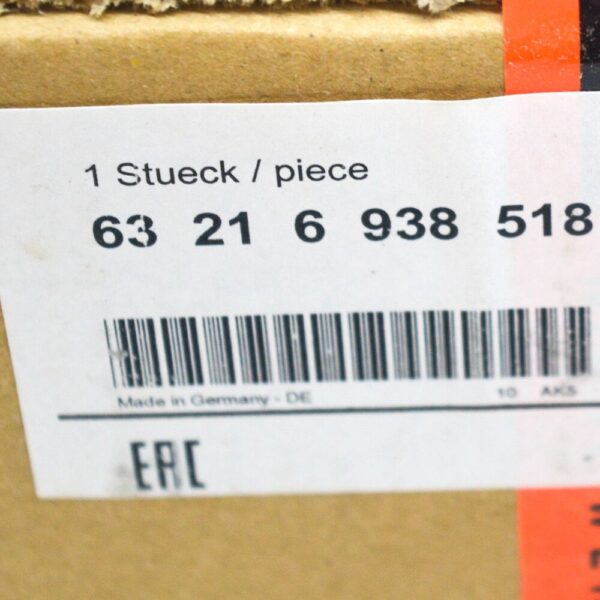 1 Stueck / piece
63 21 6 938 518
Made in Germany - DE 10 AKS
EAC